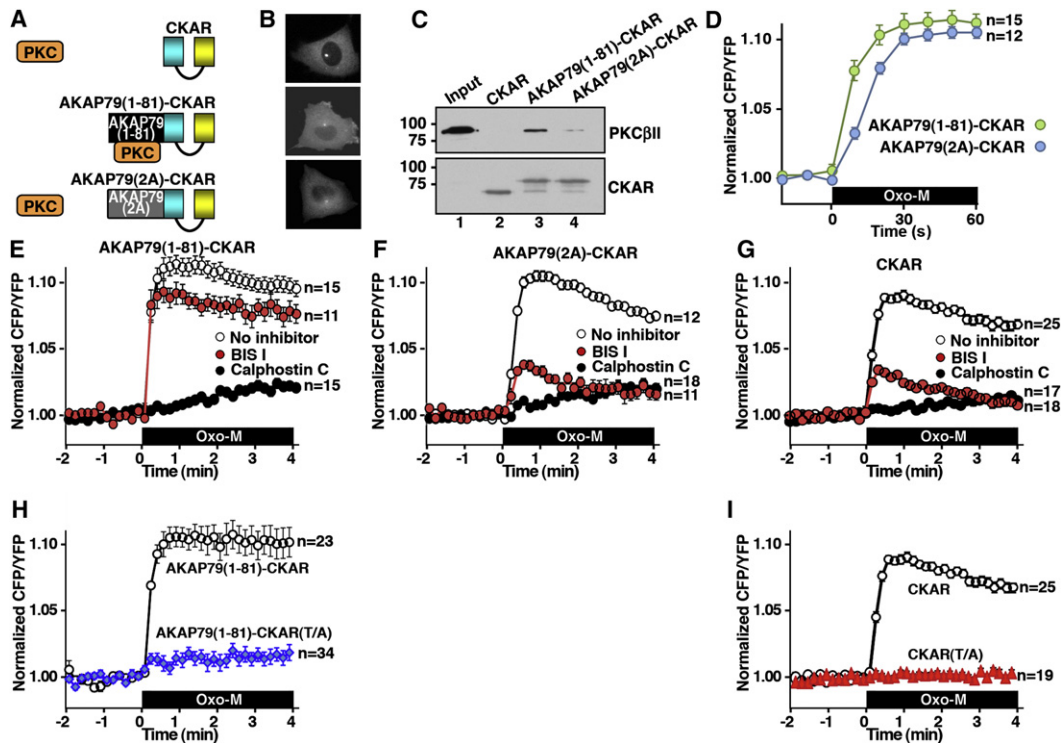 A
CKAR
PKC
AKAP79(1-81)-CKAR
AKAP79
(1-81)
PKC
AKAP79(2A)-CKAR
PKC
AKAP79
(2A)
B
C
Input
CKAR
AKAP79(1-81)-CKAR
AKAP79(2A)-CKAR
100
75
PKCβII
100
75
CKAR
1 2 3 4
D
Normalized CFP/YFP
1.10
1.05
1.00
n=15
n=12
AKAP79(1-81)-CKAR
AKAP79(2A)-CKAR
Oxo-M
0 30 60
Time (s)
E
AKAP79(1-81)-CKAR
Normalized CFP/YFP
1.10
1.05
1.00
n=15
n=11
No inhibitor
BIS I
Calphostin C
n=15
Oxo-M
-2 -1 0 1 2 3 4
Time (min)
F
AKAP79(2A)-CKAR
Normalized CFP/YFP
1.10
1.05
1.00
n=12
No inhibitor
BIS I
Calphostin C
n=18
n=11
Oxo-M
-2 -1 0 1 2 3 4
Time (min)
G
CKAR
Normalized CFP/YFP
1.10
1.05
1.00
n=25
No inhibitor
BIS I
Calphostin C
n=17
n=18
Oxo-M
-2 -1 0 1 2 3 4
Time (min)
H
Normalized CFP/YFP
1.10
1.05
1.00
n=23
AKAP79(1-81)-CKAR
AKAP79(1-81)-CKAR(T/A)
n=34
Oxo-M
-2 -1 0 1 2 3 4
Time (min)
I
Normalized CFP/YFP
1.10
1.05
1.00
n=25
CKAR
CKAR(T/A)
n=19
Oxo-M
-2 -1 0 1 2 3 4
Time (min)